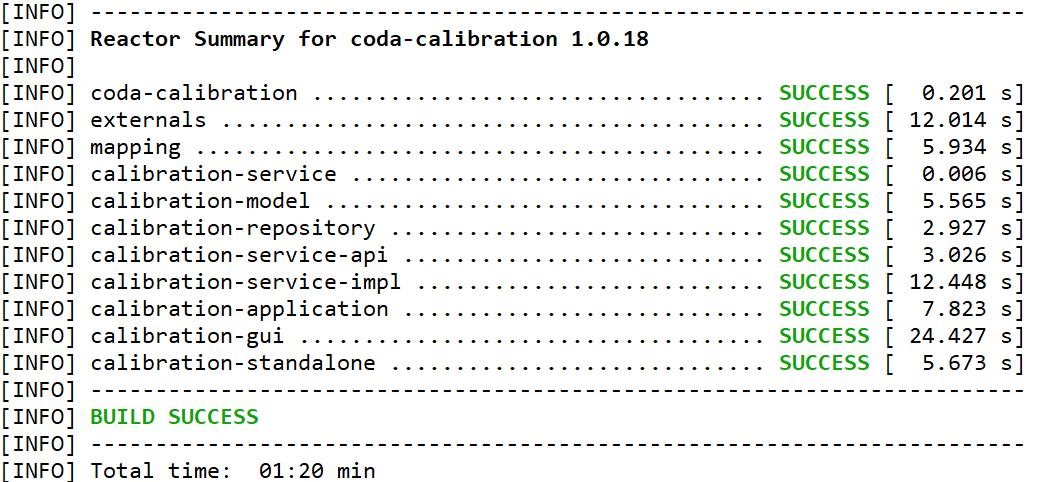 [INFO] ------------------------------------------------------------------------
[INFO] Reactor Summary for coda-calibration 1.0.18
[INFO]
[INFO] coda-calibration ................................... SUCCESS [  0.201 s]
[INFO] externals .......................................... SUCCESS [ 12.014 s]
[INFO] mapping ............................................ SUCCESS [  5.934 s]
[INFO] calibration-service ................................ SUCCESS [  0.006 s]
[INFO] calibration-model .................................. SUCCESS [  5.565 s]
[INFO] calibration-repository ............................. SUCCESS [  2.927 s]
[INFO] calibration-service-api ............................ SUCCESS [  3.026 s]
[INFO] calibration-service-impl ........................... SUCCESS [ 12.448 s]
[INFO] calibration-application ............................ SUCCESS [  7.823 s]
[INFO] calibration-gui .................................... SUCCESS [ 24.427 s]
[INFO] calibration-standalone ............................. SUCCESS [  5.673 s]
[INFO] ------------------------------------------------------------------------
[INFO] BUILD SUCCESS
[INFO] ------------------------------------------------------------------------
[INFO] Total time:  01:20 min